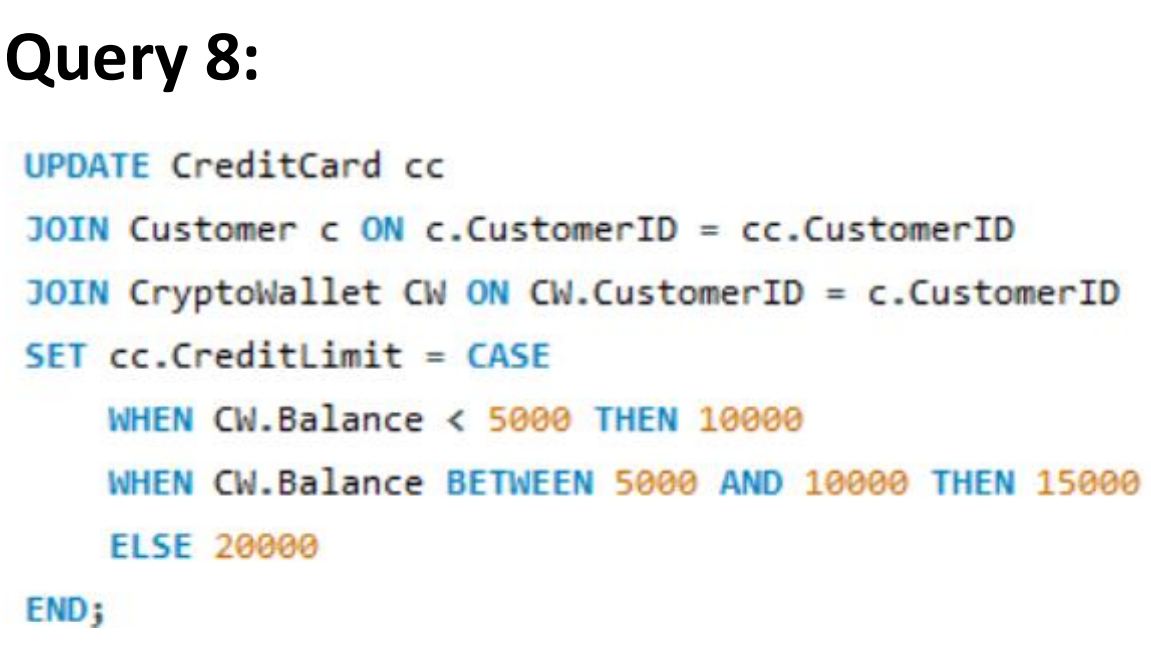 Query 8:
UPDATE CreditCard cc
JOIN Customer c ON c.CustomerID = cc.CustomerID
JOIN CryptoWallet CW ON CW.CustomerID = c.CustomerID
SET cc.CreditLimit = CASE
WHEN CW.Balance < 5000 THEN 10000
WHEN CW.Balance BETWEEN 5000 AND 10000 THEN 15000
ELSE 20000
END;